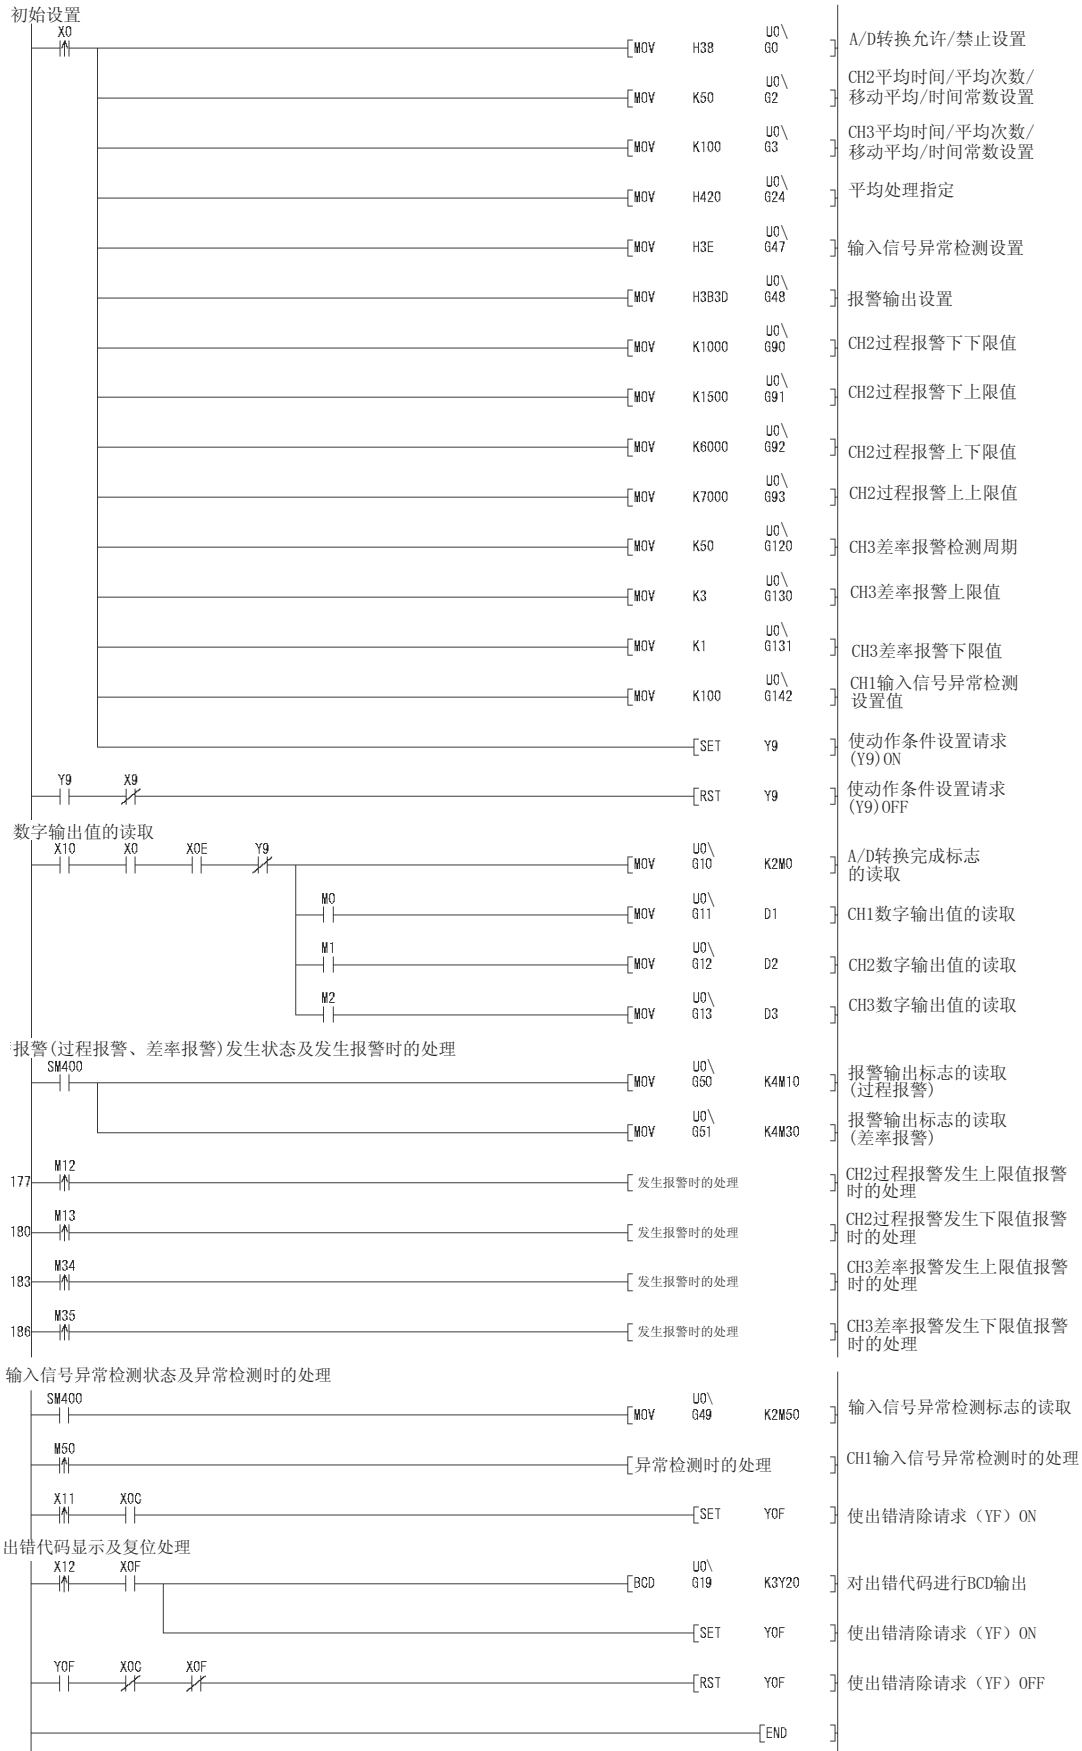 初始设置
X0
U0\
[MOV H38 G0 ] A/D转换允许/禁止设置
U0\
[MOV K50 G2 ] CH2平均时间/平均次数/
移动平均/时间常数设置
U0\
[MOV K100 G3 ] CH3平均时间/平均次数/
移动平均/时间常数设置
U0\
[MOV H420 G24 ] 平均处理指定
U0\
[MOV H3E G47 ] 输入信号异常检测设置
U0\
[MOV H3B3D G48 ] 报警输出设置
U0\
[MOV K1000 G90 ] CH2过程报警下下限值
U0\
[MOV K1500 G91 ] CH2过程报警下上限值
U0\
[MOV K6000 G92 ] CH2过程报警上下限值
U0\
[MOV K7000 G93 ] CH2过程报警上上限值
U0\
[MOV K50 G120 ] CH3差率报警检测周期
U0\
[MOV K3 G130 ] CH3差率报警上限值
U0\
[MOV K1 G131 ] CH3差率报警下限值
U0\
[MOV K100 G142 ] CH1输入信号异常检测
设置值
[SET Y9 ] 使动作条件设置请求
(Y9)ON
Y9 X9
[RST Y9 ] 使动作条件设置请求
(Y9)OFF
数字输出值的读取
X10 X0 X0E Y9
U0\
[MOV G10 K2M0 ] A/D转换完成标志
的读取
M0
U0\
[MOV G11 D1 ] CH1数字输出值的读取
M1
U0\
[MOV G12 D2 ] CH2数字输出值的读取
M2
U0\
[MOV G13 D3 ] CH3数字输出值的读取
报警(过程报警、差率报警)发生状态及发生报警时的处理
SM400
U0\
[MOV G50 K4M10 ] 报警输出标志的读取
(过程报警)
U0\
[MOV G51 K4M30 ] 报警输出标志的读取
(差率报警)
M12
177 [发生报警时的处理 ] CH2过程报警发生上限值报警
时的处理
M13
180 [发生报警时的处理 ] CH2过程报警发生下限值报警
时的处理
M34
183 [发生报警时的处理 ] CH3差率报警发生上限值报警
时的处理
M35
186 [发生报警时的处理 ] CH3差率报警发生下限值报警
时的处理
输入信号异常检测状态及异常检测时的处理
SM400
U0\
[MOV G49 K2M50 ] 输入信号异常检测标志的读取
M50
[异常检测时的处理 ] CH1输入信号异常检测时的处理
X11 X0C
[SET Y0F ] 使出错清除请求（YF）ON
出错代码显示及复位处理
X12 X0F
U0\
[BCD G19 K3Y20 ] 对出错代码进行BCD输出
[SET Y0F ] 使出错清除请求（YF）ON
Y0F X0C X0F
[RST Y0F ] 使出错清除请求（YF）OFF
[END ]